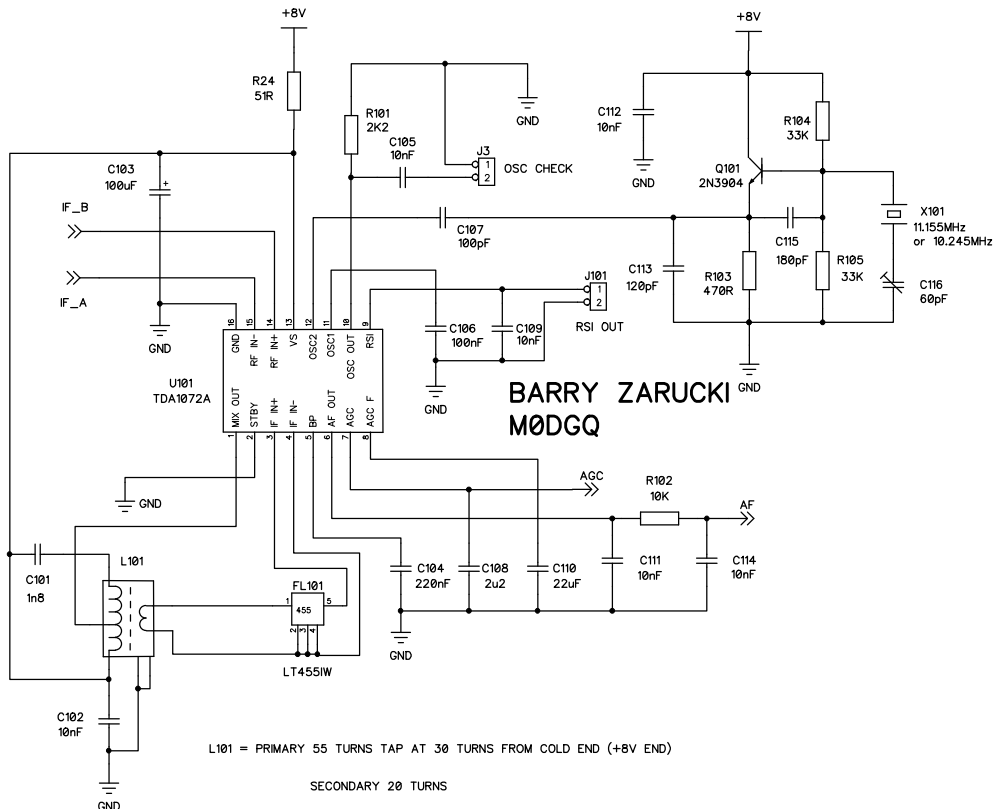 +8V
+8V
R24
51R
R101
2K2
C105
10nF
GND
J3
1
2
OSC CHECK
C112
10nF
GND
R104
33K
Q101
2N3904
C103
100uF
+
IF_B
IF_A
GND
C107
100pF
C115
180pF
X101
11.155MHz
or 10.245MHz
C113
120pF
R103
470R
R105
33K
C116
60pF
GND
J101
1
2
RSI OUT
C106
100nF
C109
10nF
GND
16 15 14 13 12 11 10 9
GND
RF IN-
RF IN+
VS
OSC2
OSC1
OSC OUT
RSI
U101
TDA1072A
MIX OUT
STBY
IF IN+
IF IN-
BP
AF OUT
AGC
AGC F
1 2 3 4 5 6 7 8
BARRY ZARUCKI
MØDGQ
GND
AGC
R102
10K
AF
C101
1n8
L101
FL101
1
455
5
2 3 4
LT455IW
C104
220nF
C108
2u2
C110
22uF
C111
10nF
C114
10nF
GND
C102
10nF
GND
L101 = PRIMARY 55 TURNS TAP AT 30 TURNS FROM COLD END (+8V END)
SECONDARY 20 TURNS